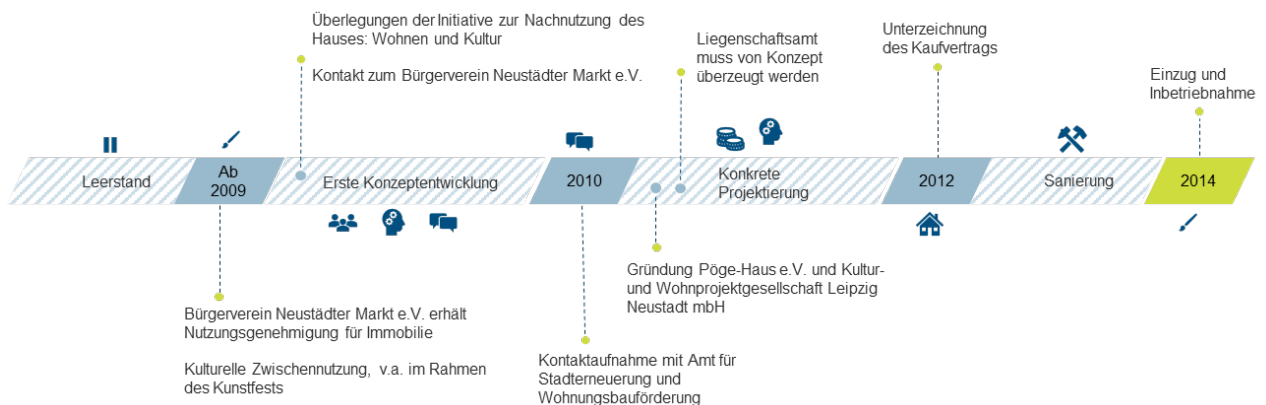 Überlegungen der Initiative zur Nachnutzung des
Hauses: Wohnen und Kultur
Kontakt zum Bürgerverein Neustädter Markt e.V.
Liegenschaftsamt
muss von Konzept
überzeugt werden
Unterzeichnung
des Kaufvertrags
Einzug und
Inbetriebnahme
Leerstand
Ab
2009
Erste Konzeptentwicklung
2010
Konkrete
Projektierung
2012
Sanierung
2014
Bürgerverein Neustädter Markt e.V. erhält
Nutzungsgenehmigung für Immobilie
Kulturelle Zwischennutzung, v.a. im Rahmen
des Kunstfests
Kontaktaufnahme mit Amt für
Stadterneuerung und
Wohnungsbauförderung
Gründung Pöge-Haus e.V. und Kultur-
und Wohnprojektgesellschaft Leipzig
Neustadt mbH